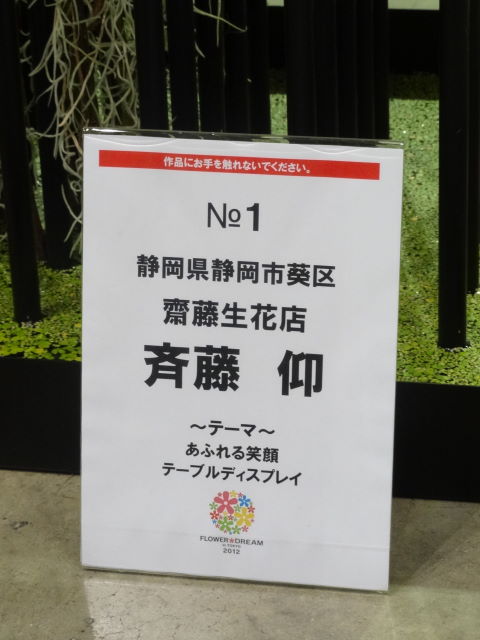 作品にお手を触れないでください。
№1
静岡県静岡市葵区
齋藤生花店
斉藤 仰
～テーマ～
あふれる笑顔
テーブルディスプレイ
FLOWER★DREAM
in TOKYO
2012